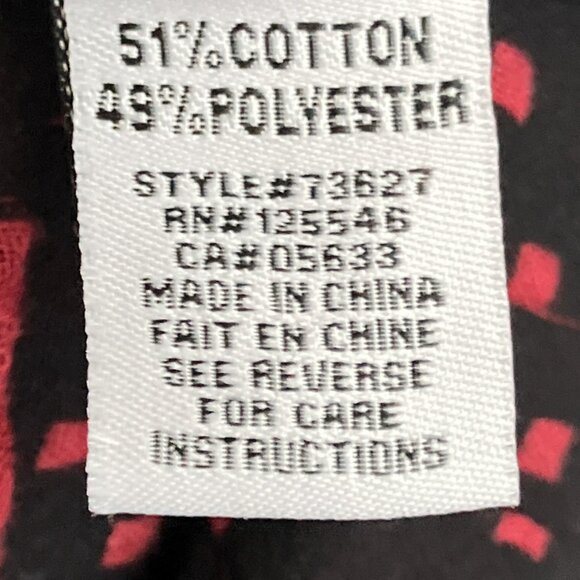 51%COTTON
49%POLYESTER
STYLE#73627
RN#125546
CA#05633
MADE IN CHINA
FAIT EN CHINE
SEE REVERSE
FOR CARE
INSTRUCTIONS